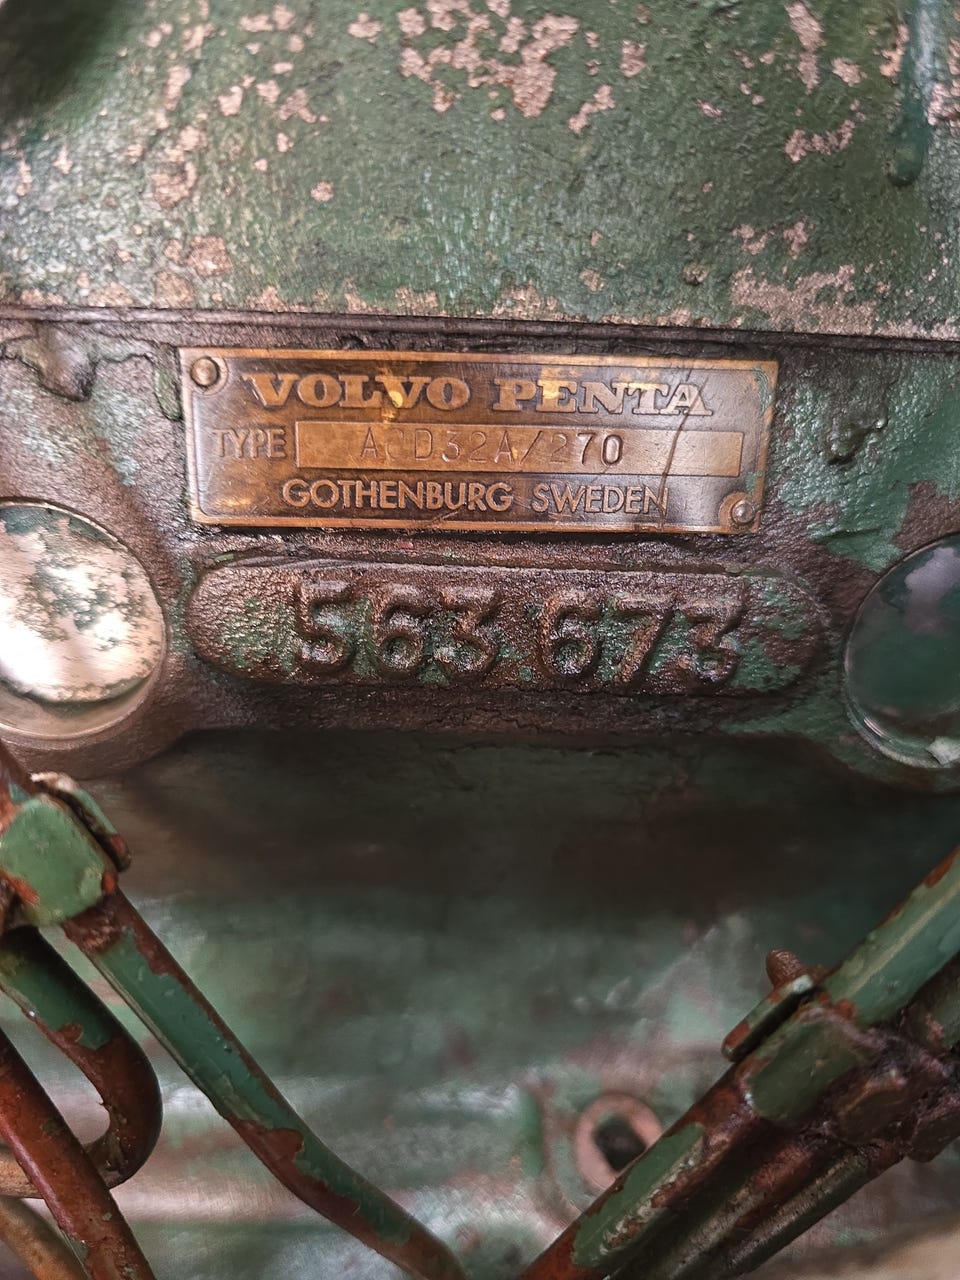 VOLVO PENTA
TYPE AQD32A/270
GOTHENBURG SWEDEN
563 673